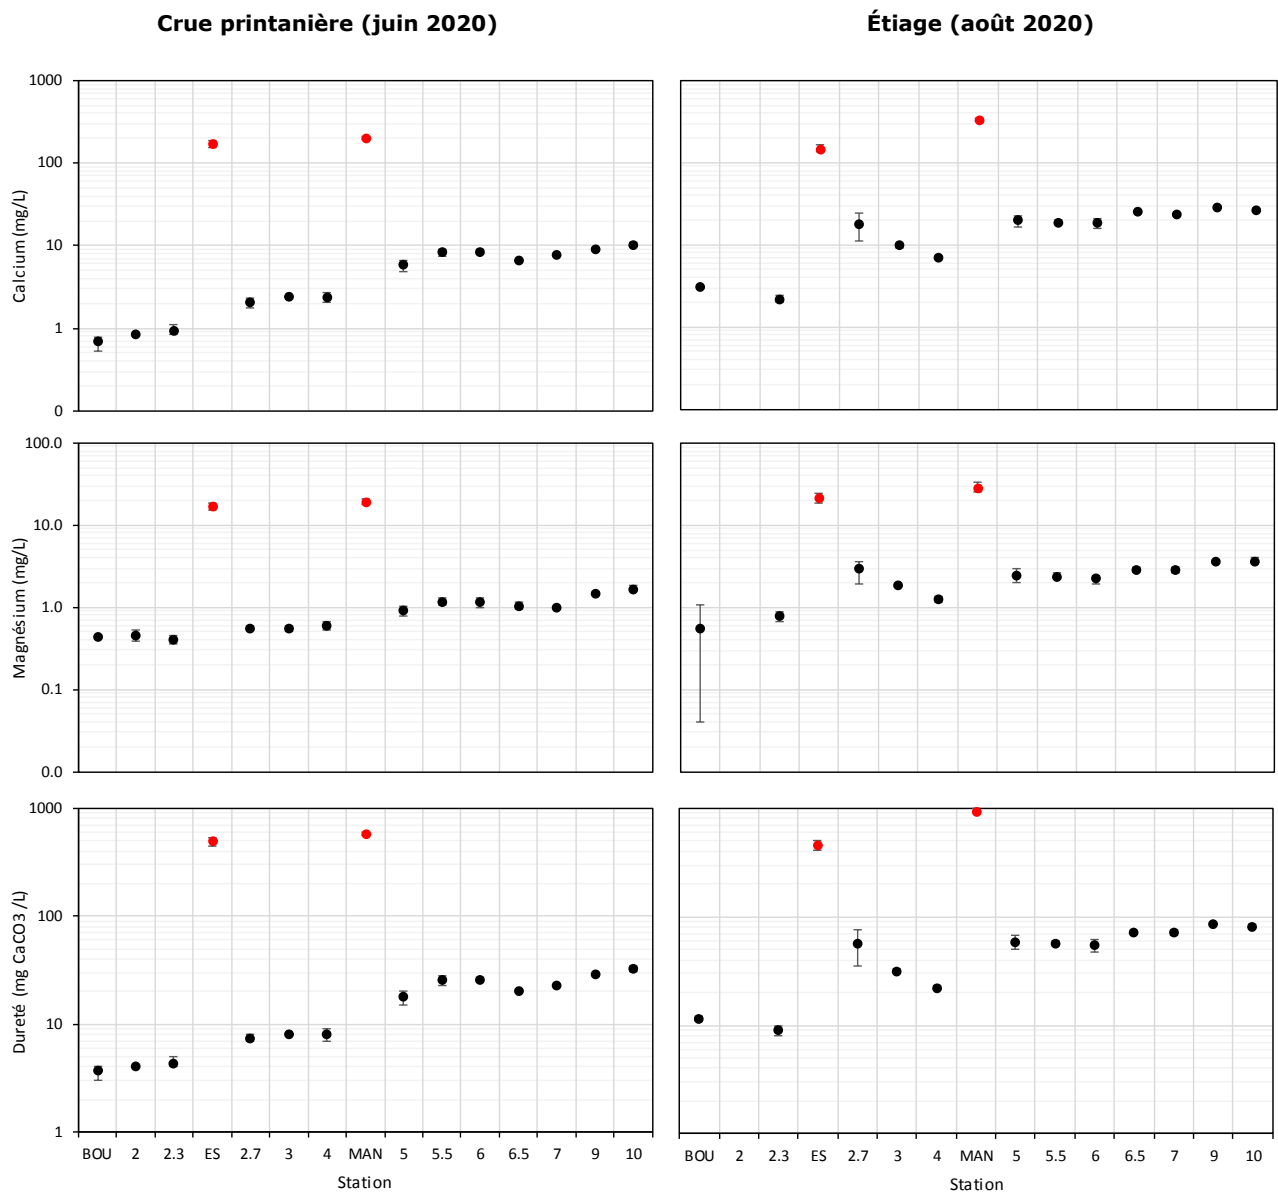 Crue printanière (juin 2020)
Étiage (août 2020)
Calcium (mg/L)
1000
100
10
1
0
Magnésium (mg/L)
100.0
10.0
1.0
0.1
0.0
Dureté (mg CaCO3 /L)
1000
100
10
1
BOU 2 2.3 ES 2.7 3 4 MAN 5 5.5 6 6.5 7 9 10
Station
BOU 2 2.3 ES 2.7 3 4 MAN 5 5.5 6 6.5 7 9 10
Station